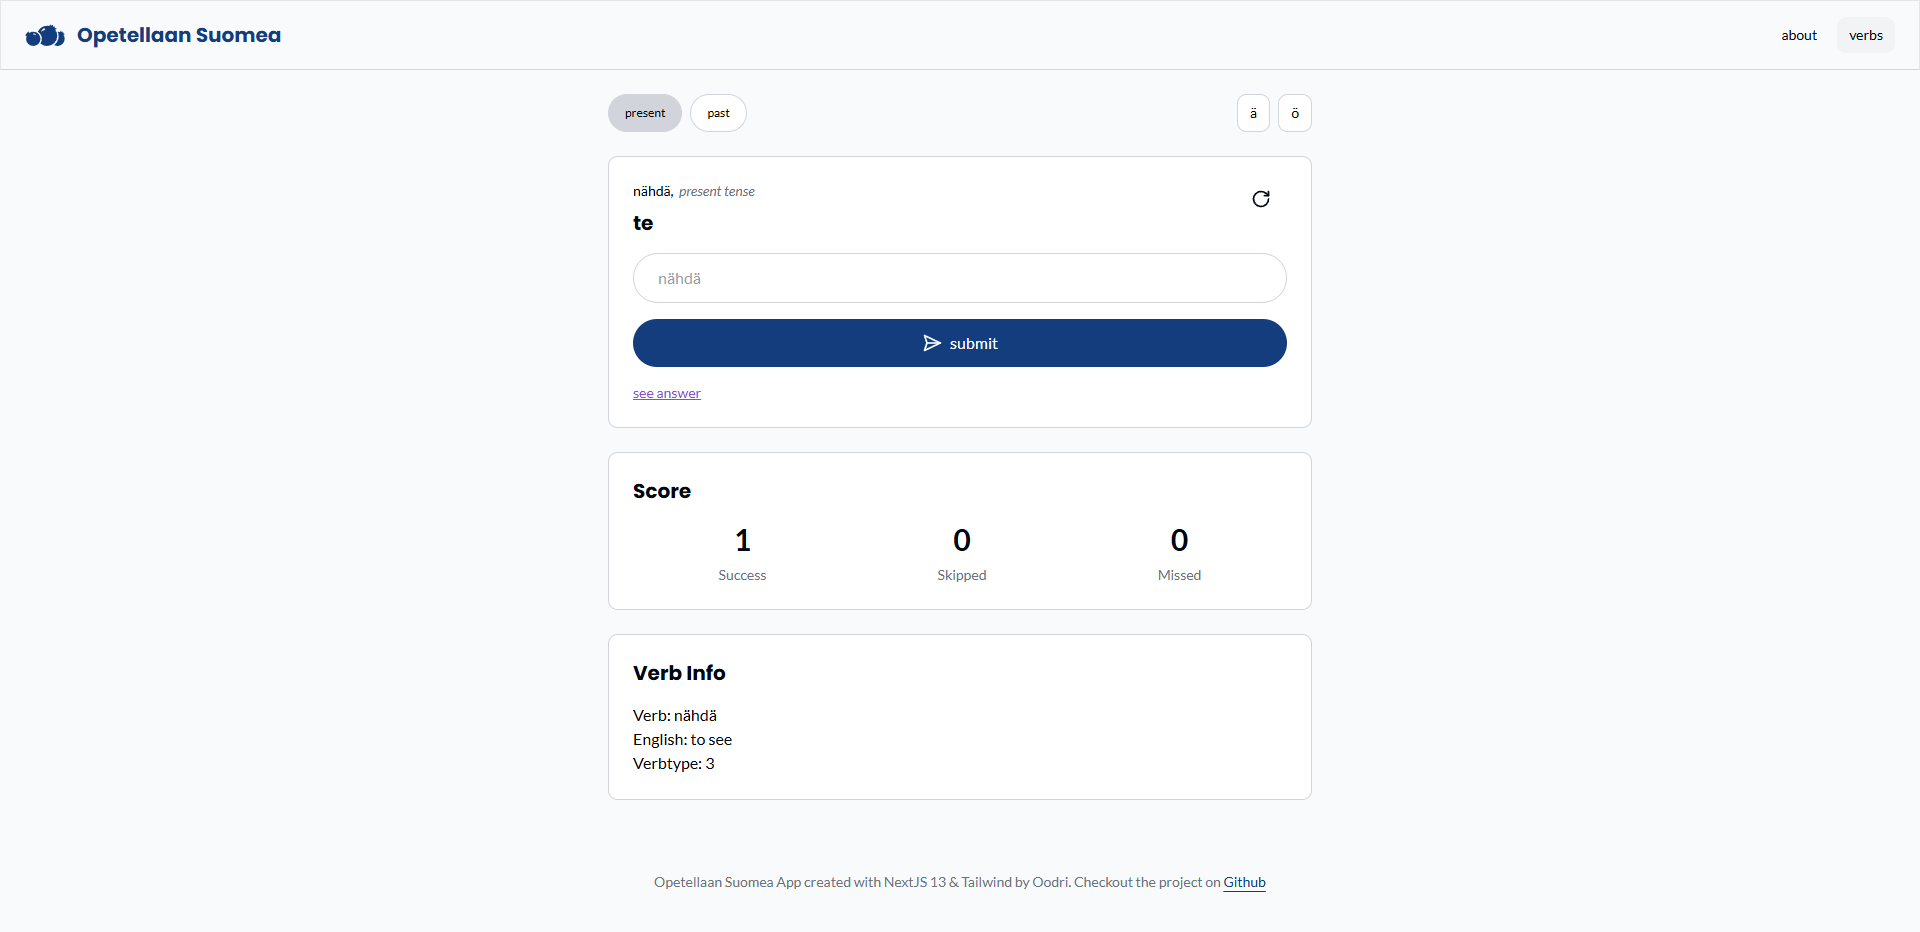 Opetellaan Suomea
about
verbs
present
past
ä
ö
nähdä, present tense
te
nähdä
submit
see answer
Score
1
0
0
Success
Skipped
Missed
Verb Info
Verb: nähdä
English: to see
Verbtype: 3
Opetellaan Suomea App created with NextJS 13 & Tailwind by Oodri. Checkout the project on Github